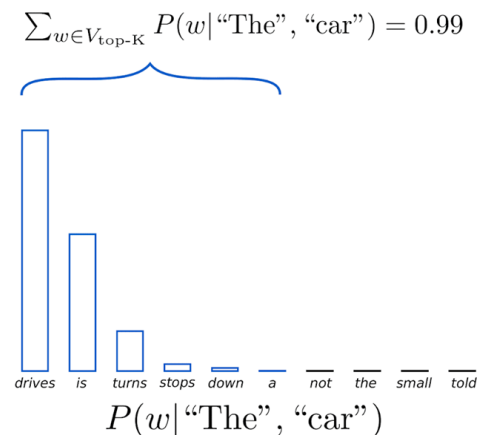 ∑w∈Vtop-K P(w|“The”, “car”) = 0.99
drives is turns stops down a not the small told
P(w|“The”, “car”)